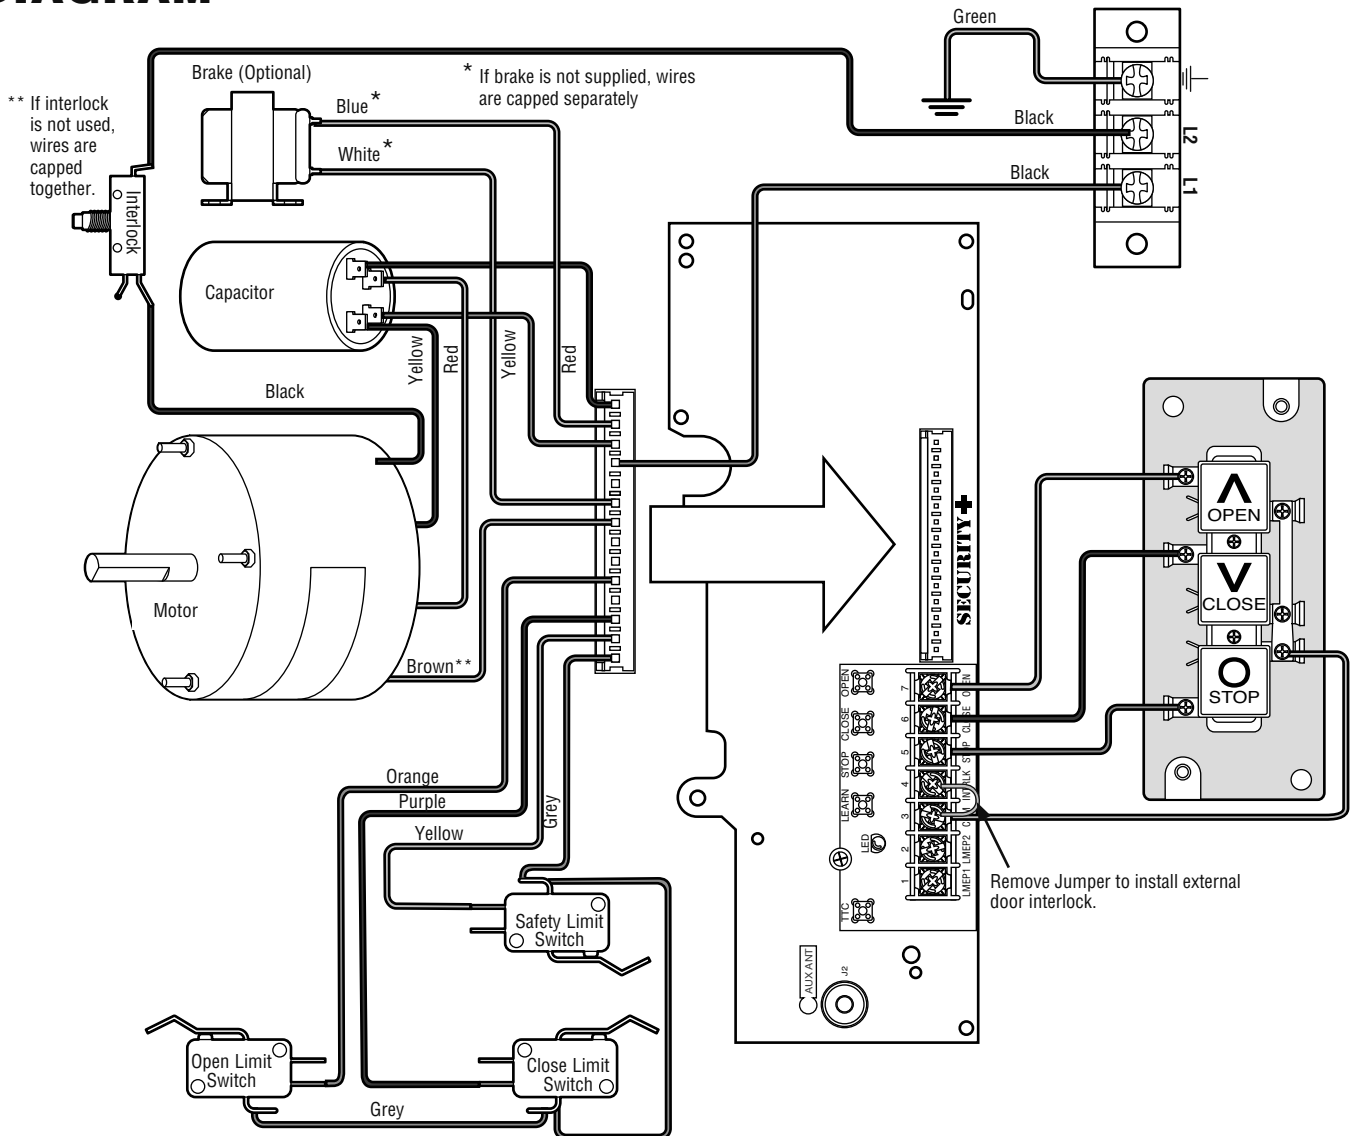 DIAGRAM
Green
Brake (Optional)
* If brake is not supplied, wires
are capped separately
** If interlock
is not used,
wires are
capped
together.
Blue*
White*
Black
L2
Black
L1
Interlock
Capacitor
Yellow
Red
Yellow
Red
Black
Motor
Brown**
SECURITY+
OPEN
CLOSE
STOP
OPEN
CLOSE
STOP
LEARN
LED
TTC
7
6
5
4
3
2
1
OPEN
CLOSE
STOP
LMEP2
LMEP1
Orange
Purple
Yellow
Grey
Remove Jumper to install external
door interlock.
Safety Limit
Switch
AUX ANT
J2
Open Limit
Switch
Close Limit
Switch
Grey